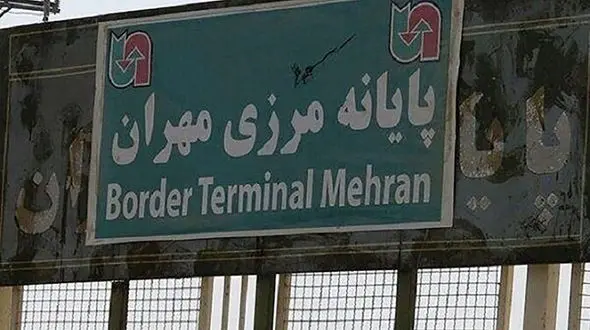 پایانه مرزی مهران
Border Terminal Mehran